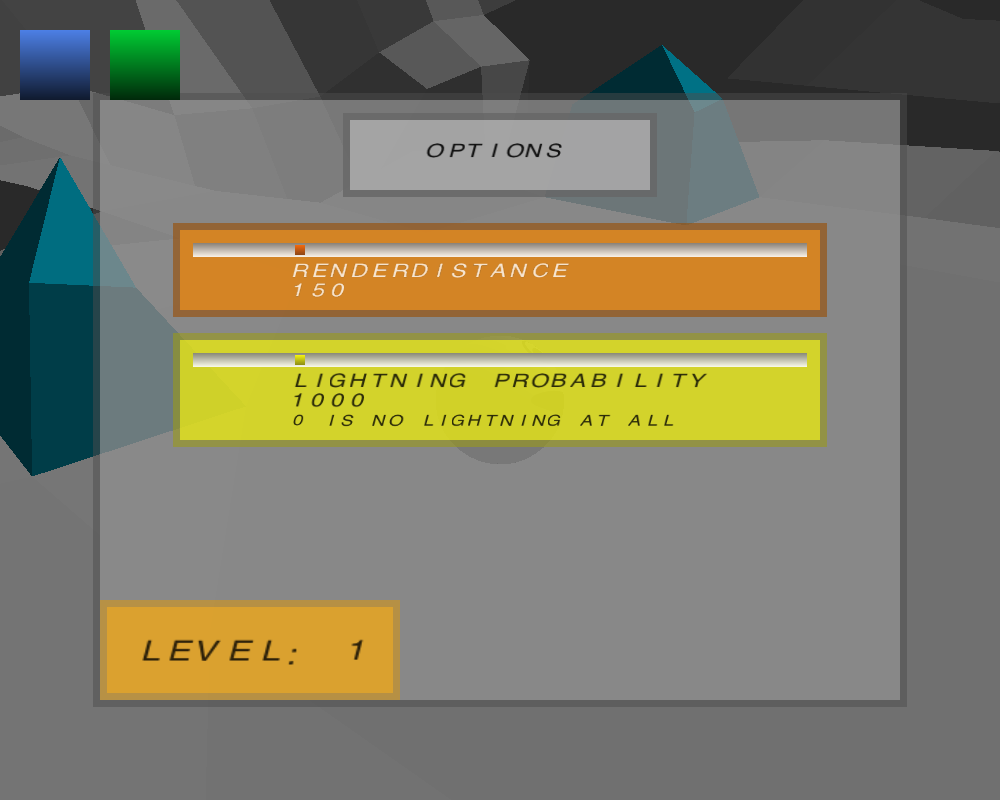 OPTIONS
RENDERDISTANCE
150
LIGHTNING PROBABILITY
1000
0 IS NO LIGHTNING AT ALL
LEVEL: 1